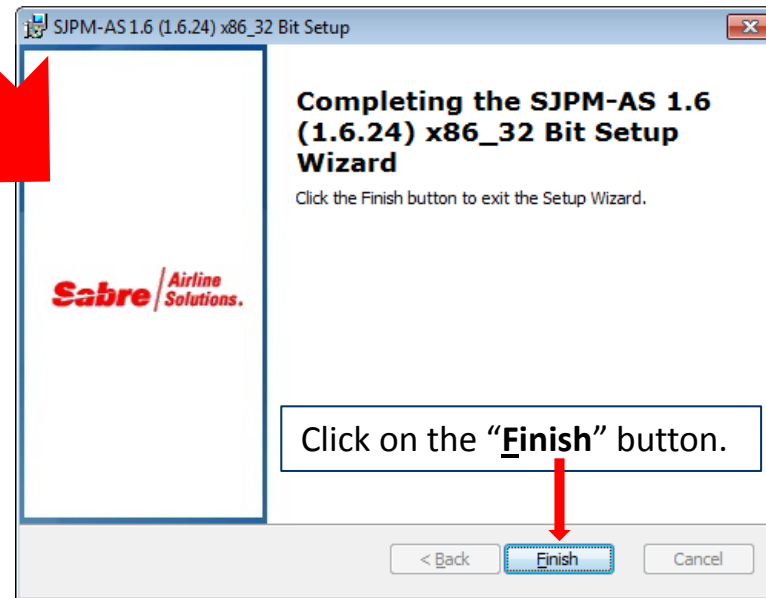 SJPM-AS 1.6 (1.6.24) x86_32 Bit Setup
Completing the SJPM-AS 1.6
(1.6.24) x86_32 Bit Setup
Wizard
Click the Finish button to exit the Setup Wizard.
Sabre Airline
Solutions.
Click on the “Finish” button.
< Back Finish Cancel